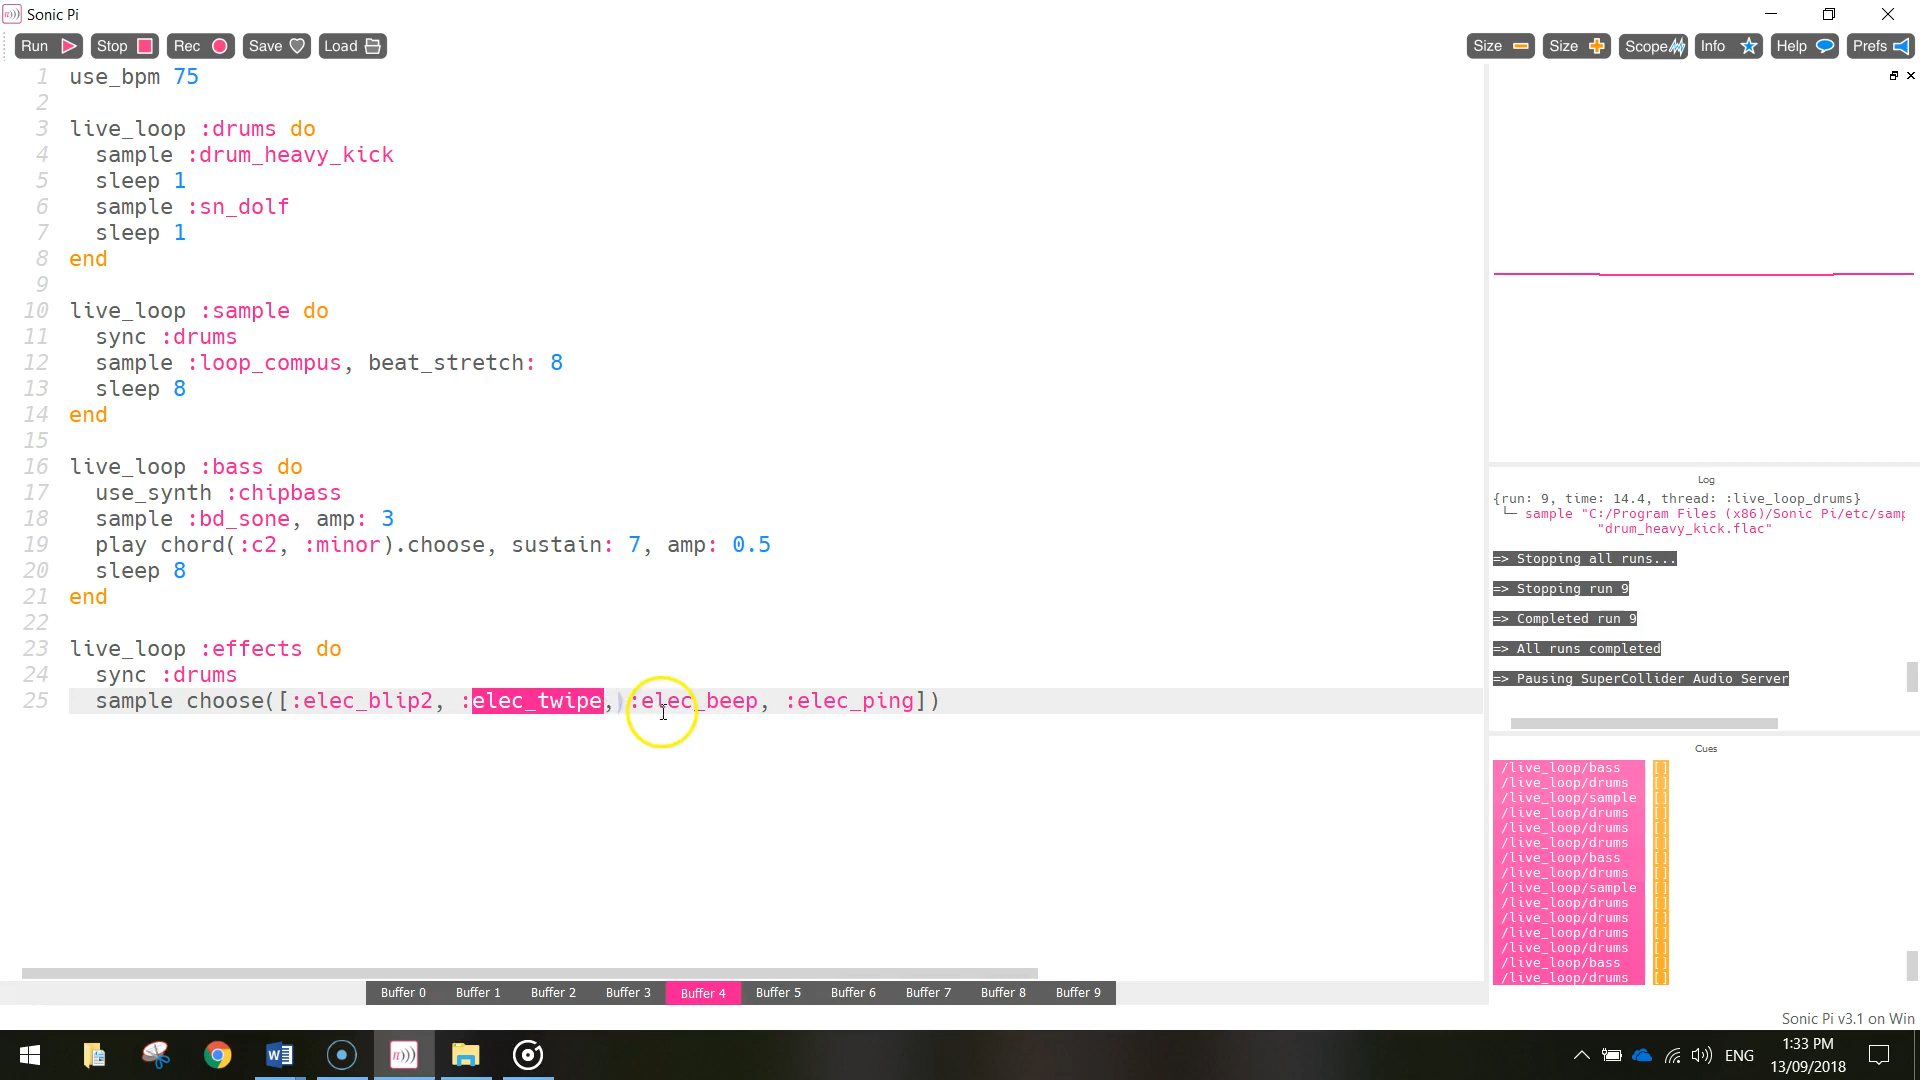 Sonic Pi
Run Stop Rec Save Load Size Size Scope Info Help Prefs
1 use_bpm 75
2
3 live_loop :drums do
4 sample :drum_heavy_kick
5 sleep 1
6 sample :sn_dolf
7 sleep 1
8 end
9
10 live_loop :sample do
11 sync :drums
12 sample :loop_compus, beat_stretch: 8
13 sleep 8
14 end
15
16 live_loop :bass do
17 use_synth :chipbass
18 sample :bd_sone, amp: 3
19 play chord(:c2, :minor).choose, sustain: 7, amp: 0.5
20 sleep 8
21 end
22
23 live_loop :effects do
24 sync :drums
25 sample choose([:elec_blip2, :elec_twipe, :elec_beep, :elec_ping])
Log
{run: 9, time: 14.4, thread: :live_loop_drums}
└─ sample "C:/Program Files (x86)/Sonic Pi/etc/samp
"drum_heavy_kick.flac"
=> Stopping all runs...
=> Stopping run 9
=> Completed run 9
=> All runs completed
=> Pausing SuperCollider Audio Server
Cues
/live_loop/bass []
/live_loop/drums []
/live_loop/sample []
/live_loop/drums []
/live_loop/drums []
/live_loop/drums []
/live_loop/bass []
/live_loop/drums []
/live_loop/sample []
/live_loop/drums []
/live_loop/drums []
/live_loop/drums []
/live_loop/drums []
/live_loop/bass []
/live_loop/drums []
Buffer 0 Buffer 1 Buffer 2 Buffer 3 Buffer 4 Buffer 5 Buffer 6 Buffer 7 Buffer 8 Buffer 9
Sonic Pi v3.1 on Win
ENG
1:33 PM
13/09/2018